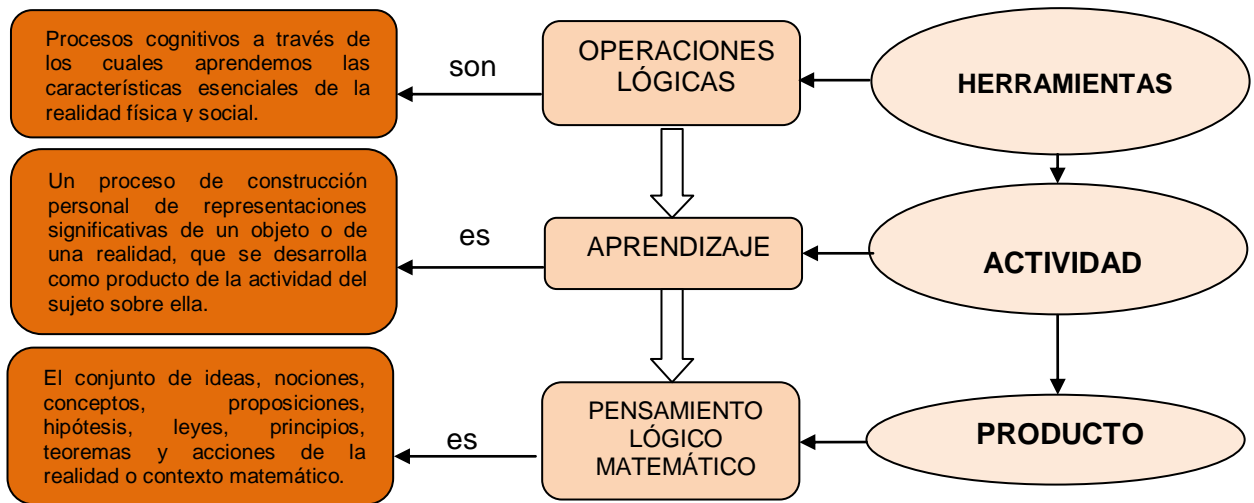 Procesos cognitivos a través de
los cuales aprendemos las
características esenciales de la
realidad física y social.
son
OPERACIONES
LÓGICAS
HERRAMIENTAS
Un proceso de construcción
personal de representaciones
significativas de un objeto o de
una realidad, que se desarrolla
como producto de la actividad del
sujeto sobre ella.
es
APRENDIZAJE
ACTIVIDAD
El conjunto de ideas, nociones,
conceptos, proposiciones,
hipótesis, leyes, principios,
teoremas y acciones de la
realidad o contexto matemático.
es
PENSAMIENTO
LÓGICO
MATEMÁTICO
PRODUCTO